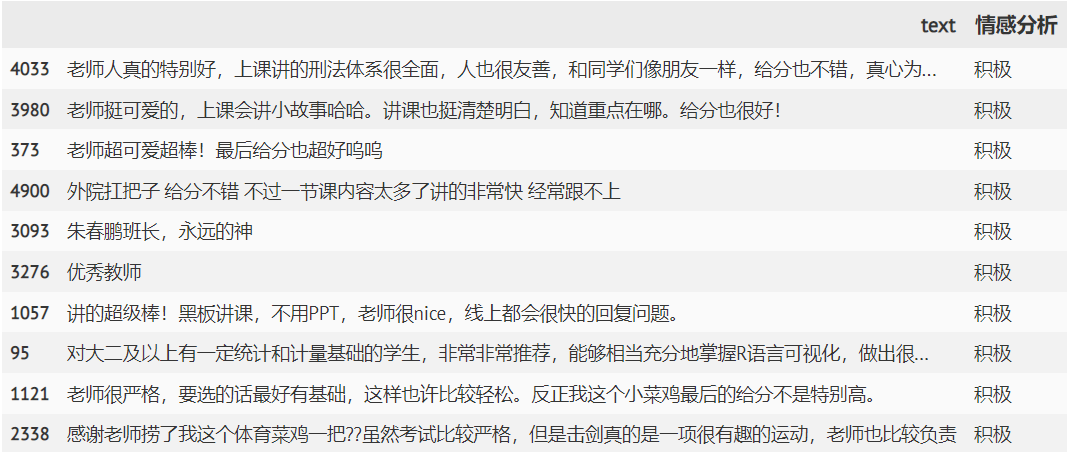 text 情感分析
4033 老师人真的特别好，上课讲的刑法体系很全面，人也很友善，和同学们像朋友一样，给分也不错，真心为... 积极
3980 老师挺可爱的，上课会讲小故事哈哈。讲课也挺清楚明白，知道重点在哪。给分也很好！ 积极
373 老师超可爱超棒！最后给分也超好呜呜 积极
4900 外院扛把子 给分不错 不过一节课内容太多了讲的非常快 经常跟不上 积极
3093 朱春鹏班长，永远的神 积极
3276 优秀教师 积极
1057 讲的超级棒！黑板讲课，不用PPT，老师很nice，线上都会很快的回复问题。 积极
95 对大二及以上有一定统计和计量基础的学生，非常非常推荐，能够相当充分地掌握R语言可视化，做出很... 积极
1121 老师很严格，要选的话最好有基础，这样也许比较轻松。反正我这个小菜鸡最后的给分不是特别高。 积极
2338 感谢老师捞了我这个体育菜鸡一把??虽然考试比较严格，但是击剑真的是一项很有趣的运动，老师也比较负责 积极